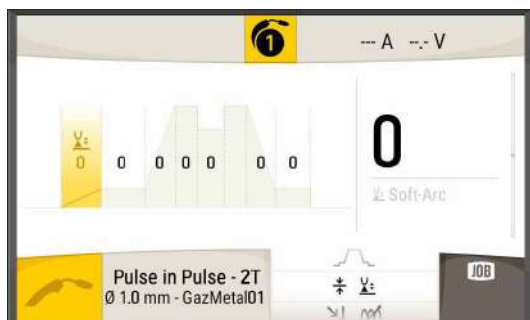 1
--- A --.- V
0 0 0 0 0 0 0
0
Soft-Arc
Pulse in Pulse - 2T
Ø 1.0 mm - GazMetal01
JOB